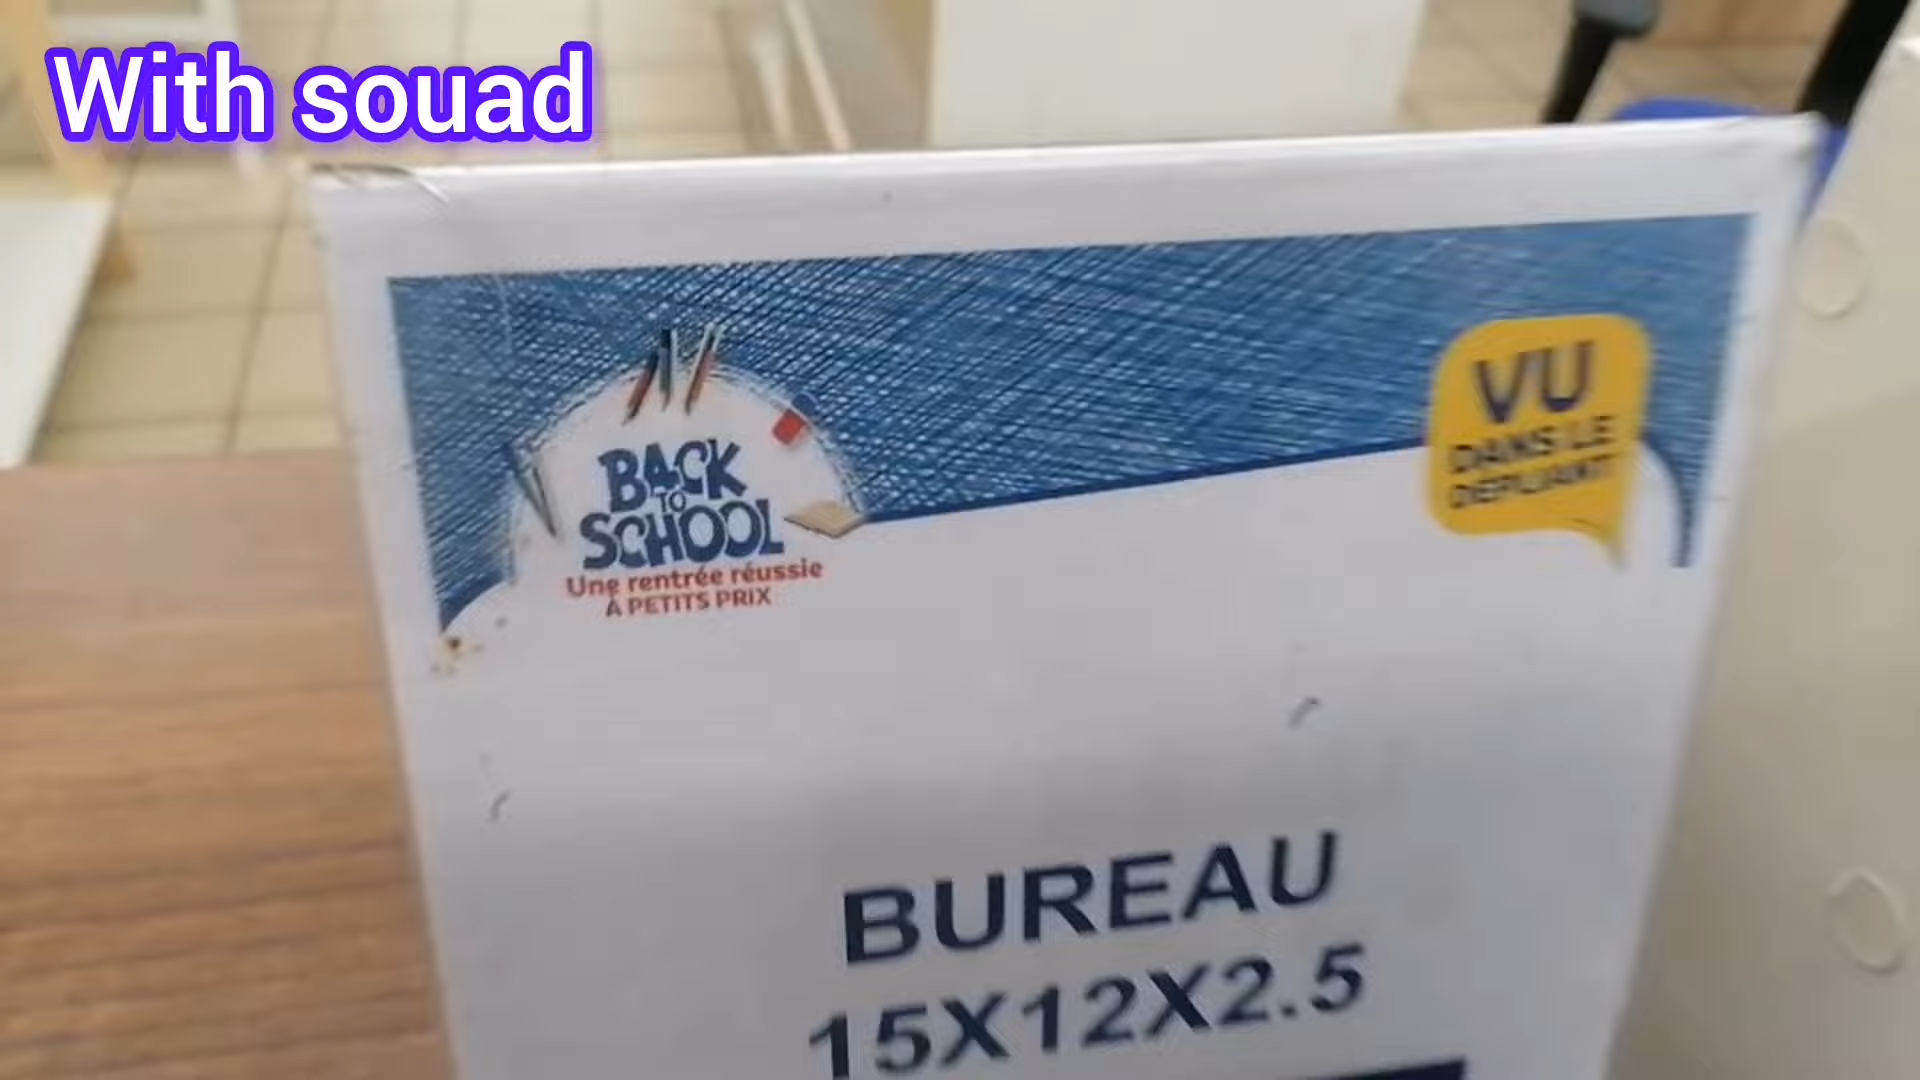 With souad
BACK
TO
SCHOOL
Une rentrée réussie
À PETITS PRIX
VU
DANS LE
DÉPLIANT
BUREAU
15X12X2.5